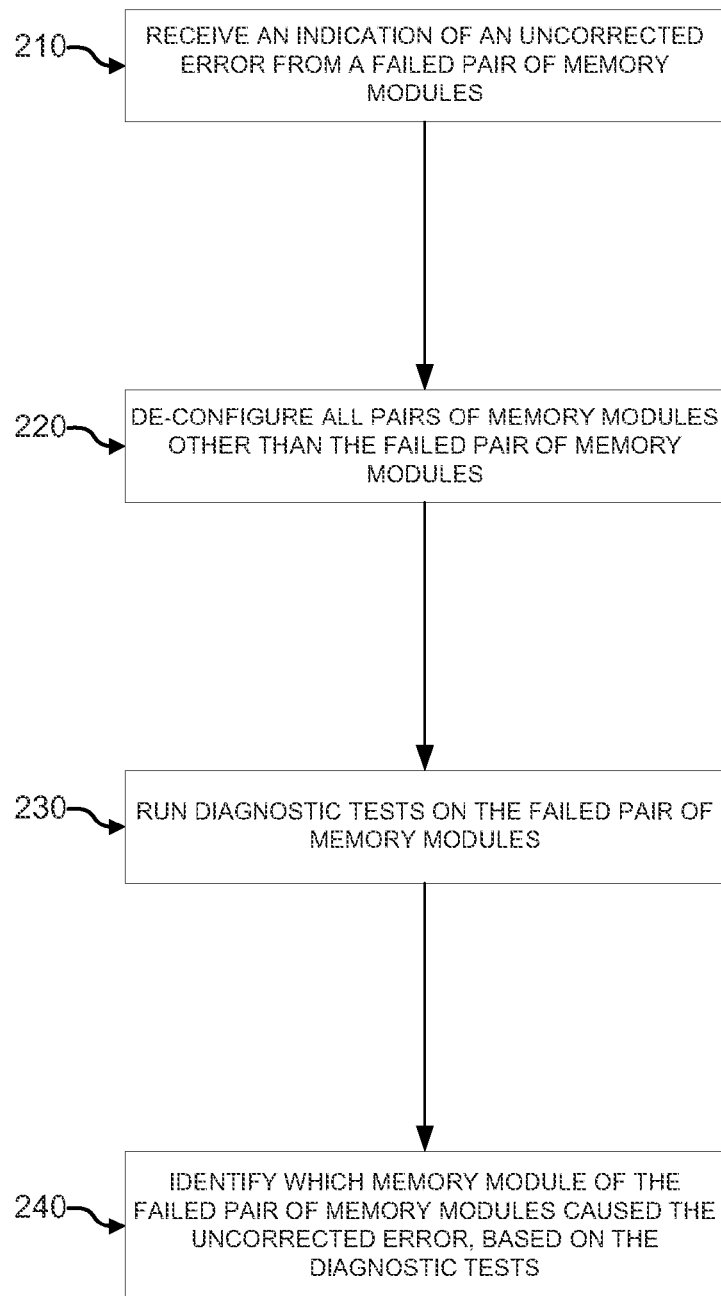 210
RECEIVE AN INDICATION OF AN UNCORRECTED
ERROR FROM A FAILED PAIR OF MEMORY
MODULES
220
DE-CONFIGURE ALL PAIRS OF MEMORY MODULES
OTHER THAN THE FAILED PAIR OF MEMORY
MODULES
230
RUN DIAGNOSTIC TESTS ON THE FAILED PAIR OF
MEMORY MODULES
240
IDENTIFY WHICH MEMORY MODULE OF THE
FAILED PAIR OF MEMORY MODULES CAUSED THE
UNCORRECTED ERROR, BASED ON THE
DIAGNOSTIC TESTS